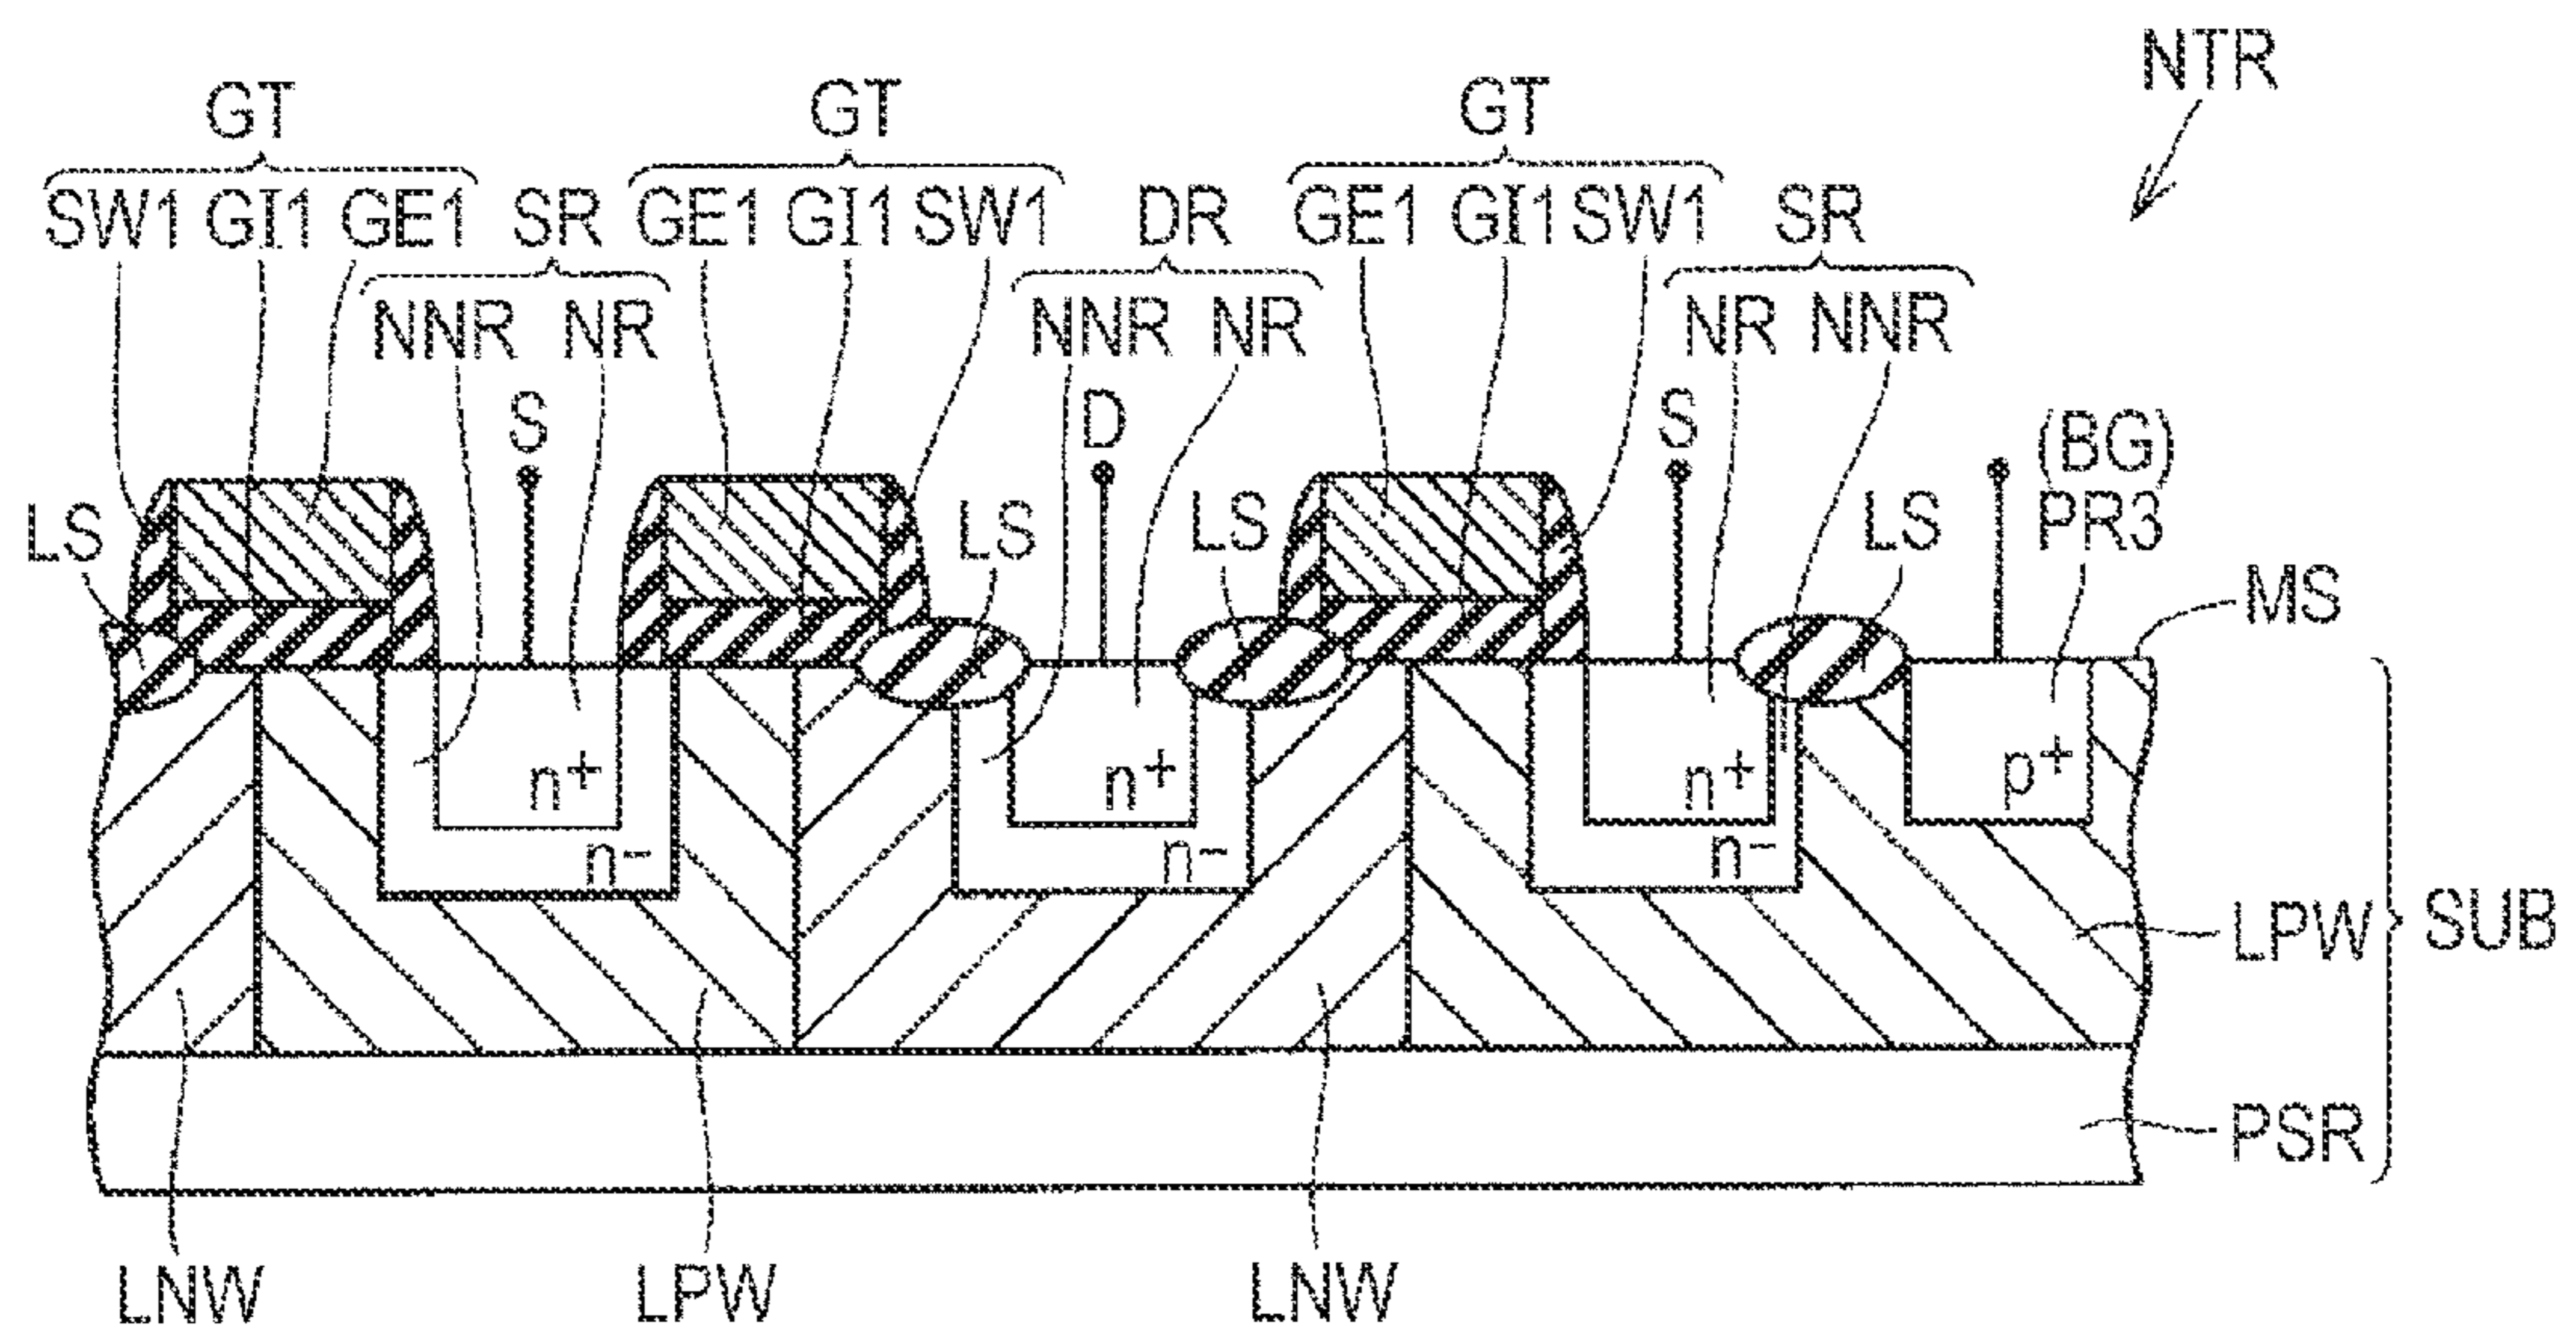 NTR
GT GT GT
SW1 GI1 GE1 SR GE1 GI1 SW1 DR GE1 GI1 SW1 SR
NNR NR NNR NR NR NNR
S D S (BG)
LS LS LS LS PR3
MS
n+ n+ n+ p+
n- n- n-
LPW SUB
PSR
LNW LPW LNW